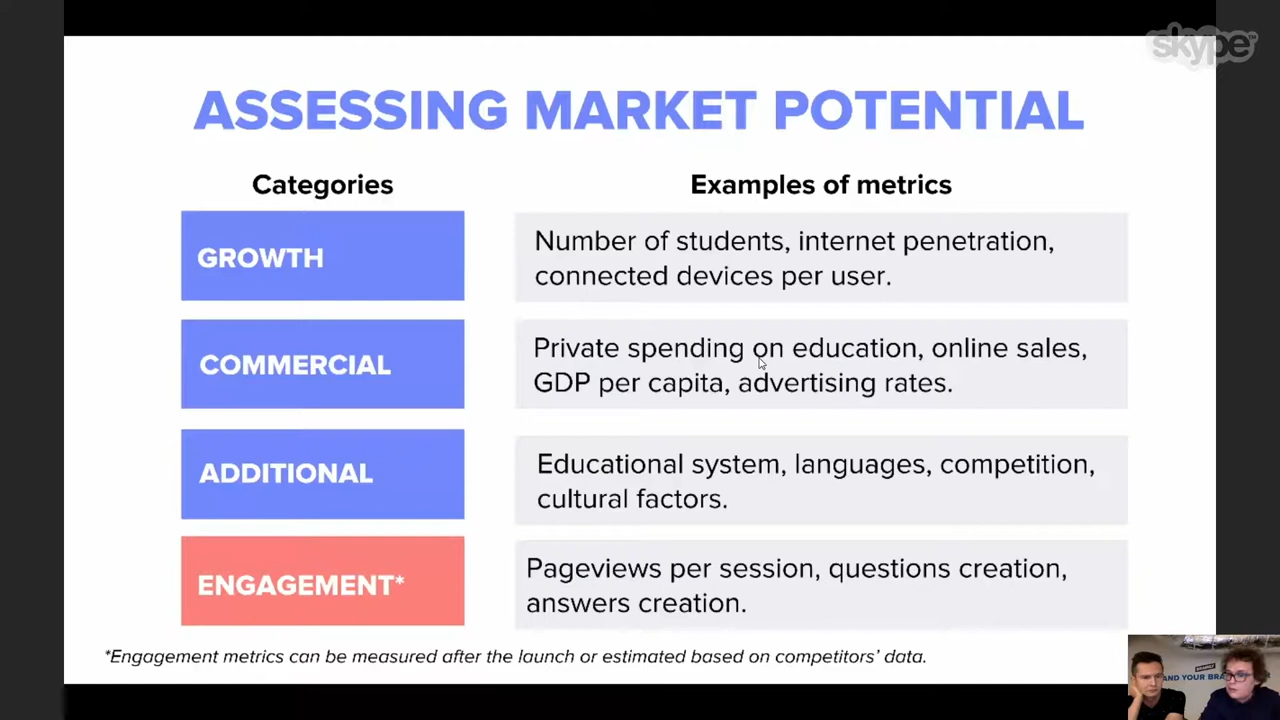 skype™
ASSESSING MARKET POTENTIAL
Categories
Examples of metrics
GROWTH
Number of students, internet penetration,
connected devices per user.
COMMERCIAL
Private spending on education, online sales,
GDP per capita, advertising rates.
ADDITIONAL
Educational system, languages, competition,
cultural factors.
ENGAGEMENT*
Pageviews per session, questions creation,
answers creation.
*Engagement metrics can be measured after the launch or estimated based on competitors' data.
AND YOUR